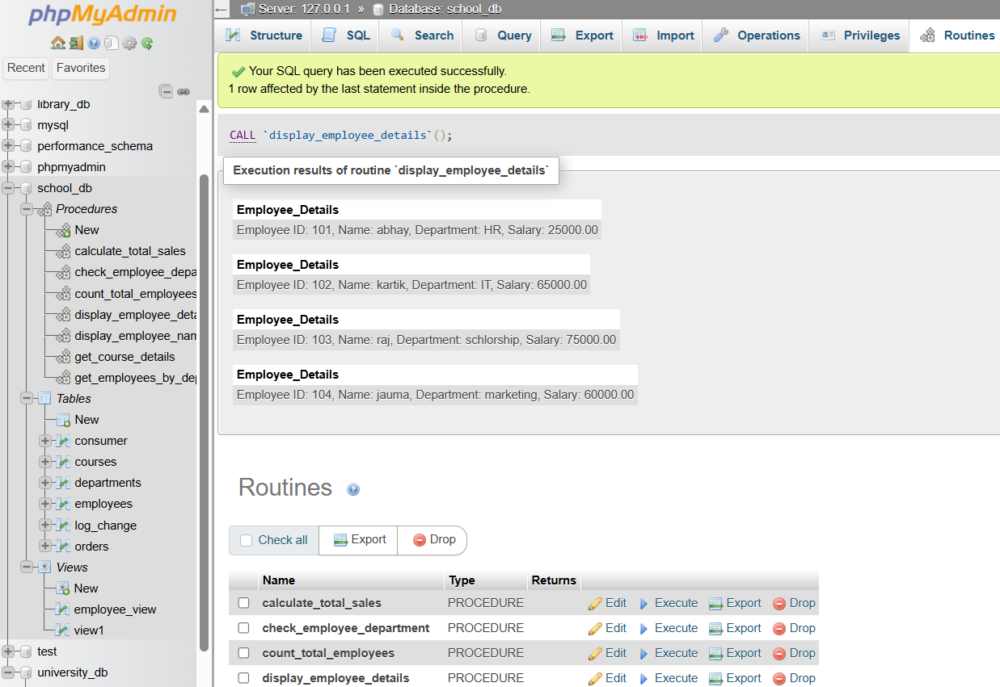 phpMyAdmin
Recent Favorites
library_db
mysql
performance_schema
phpmyadmin
school_db
Procedures
New
calculate_total_sales
check_employee_depa
count_total_employees
display_employee_deta
display_employee_nam
get_course_details
get_employees_by_dep
Tables
New
consumer
courses
departments
employees
log_change
orders
Views
New
employee_view
view1
test
university_db
← Server: 127.0.0.1 » Database: school_db
Structure SQL Search Query Export Import Operations Privileges Routines
Your SQL query has been executed successfully.
1 row affected by the last statement inside the procedure.
CALL `display_employee_details`();
Execution results of routine `display_employee_details`
Employee_Details
Employee ID: 101, Name: abhay, Department: HR, Salary: 25000.00
Employee_Details
Employee ID: 102, Name: kartik, Department: IT, Salary: 65000.00
Employee_Details
Employee ID: 103, Name: raj, Department: schlorship, Salary: 75000.00
Employee_Details
Employee ID: 104, Name: jauma, Department: marketing, Salary: 60000.00
Routines
Check all Export Drop
Name Type Returns
calculate_total_sales PROCEDURE Edit Execute Export Drop
check_employee_department PROCEDURE Edit Execute Export Drop
count_total_employees PROCEDURE Edit Execute Export Drop
display_employee_details PROCEDURE Edit Execute Export Drop